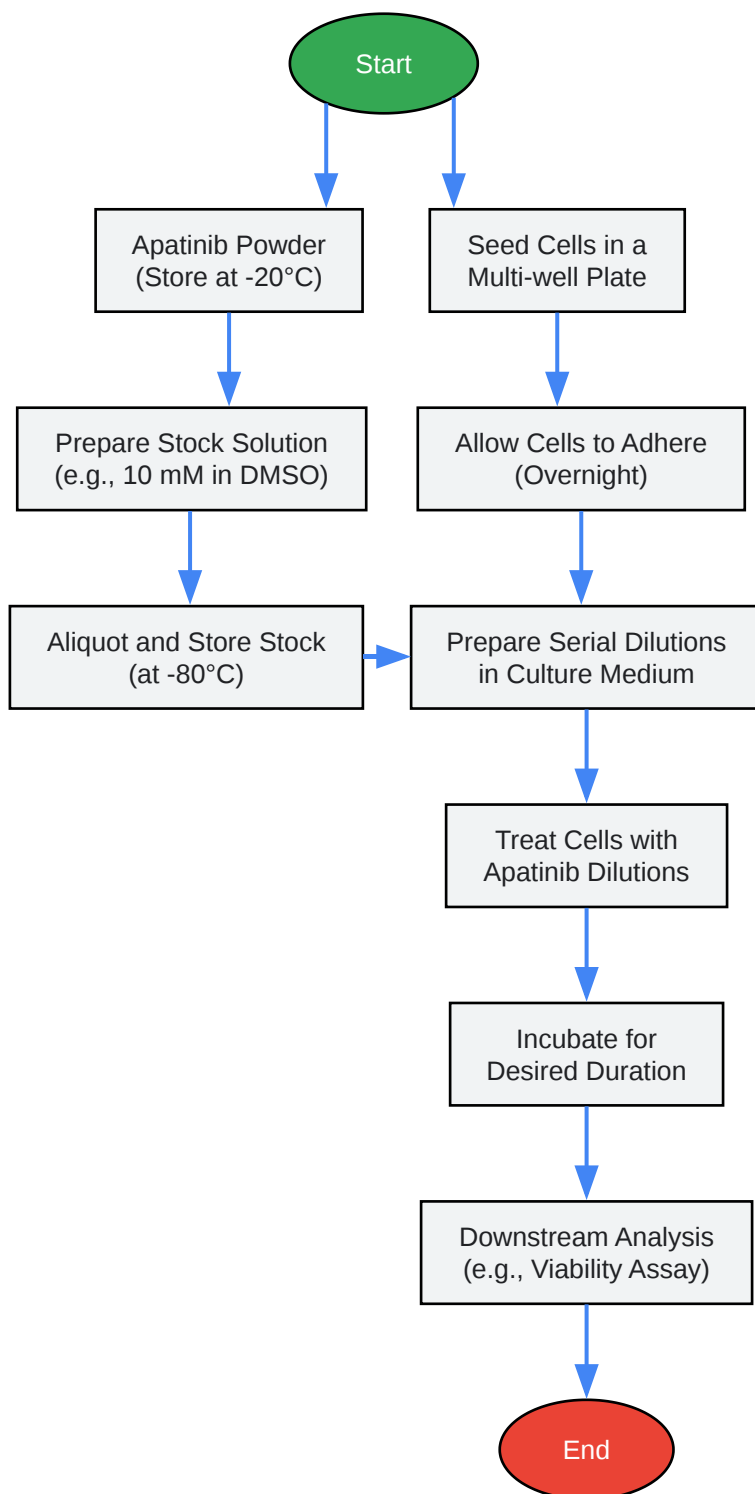 Start
Apatinib Powder
(Store at -20°C)
Seed Cells in a
Multi-well Plate
Prepare Stock Solution
(e.g., 10 mM in DMSO)
Allow Cells to Adhere
(Overnight)
Aliquot and Store Stock
(at -80°C)
Prepare Serial Dilutions
in Culture Medium
Treat Cells with
Apatinib Dilutions
Incubate for
Desired Duration
Downstream Analysis
(e.g., Viability Assay)
End